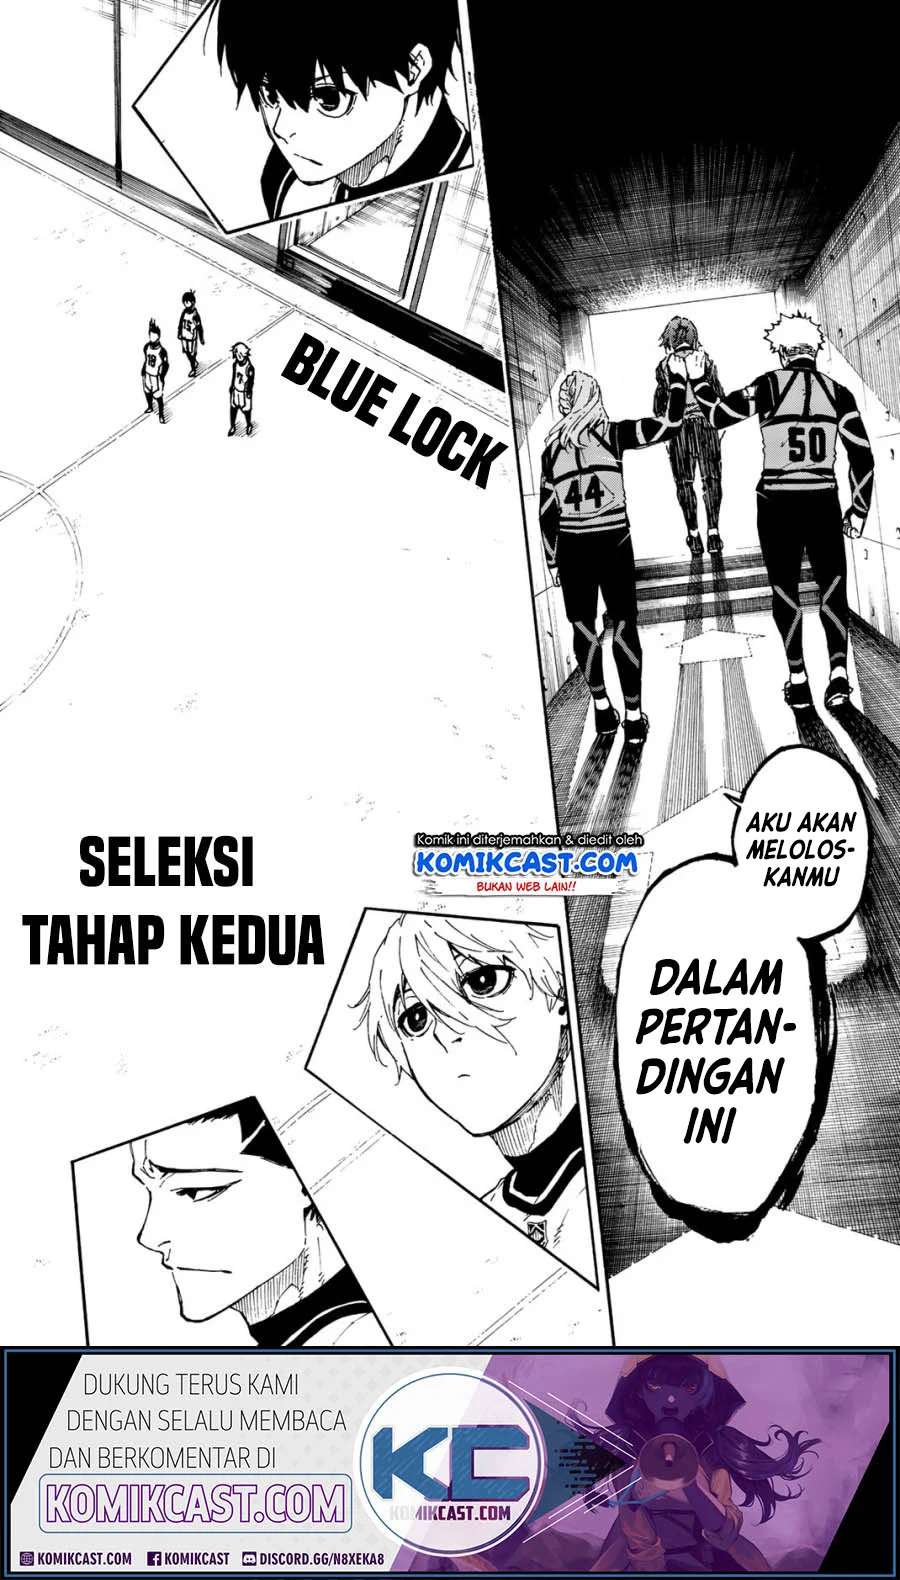 BLUE LOCK
44
50
AKU AKAN
MELOLOS-
KANMU
DALAM
PERTAN-
DINGAN
INI
SELEKSI
TAHAP KEDUA
Komik ini diterjemahkan & diedit oleh
KOMIKCAST.COM
BUKAN WEB LAIN!!
DUKUNG TERUS KAMI
DENGAN SELALU MEMBACA
DAN BERKOMENTAR DI
KOMIKCAST.COM
KC
KOMIKCAST.COM
KOMIKCAST.COM KOMIKCAST DISCORD.GG/N8XEKA8